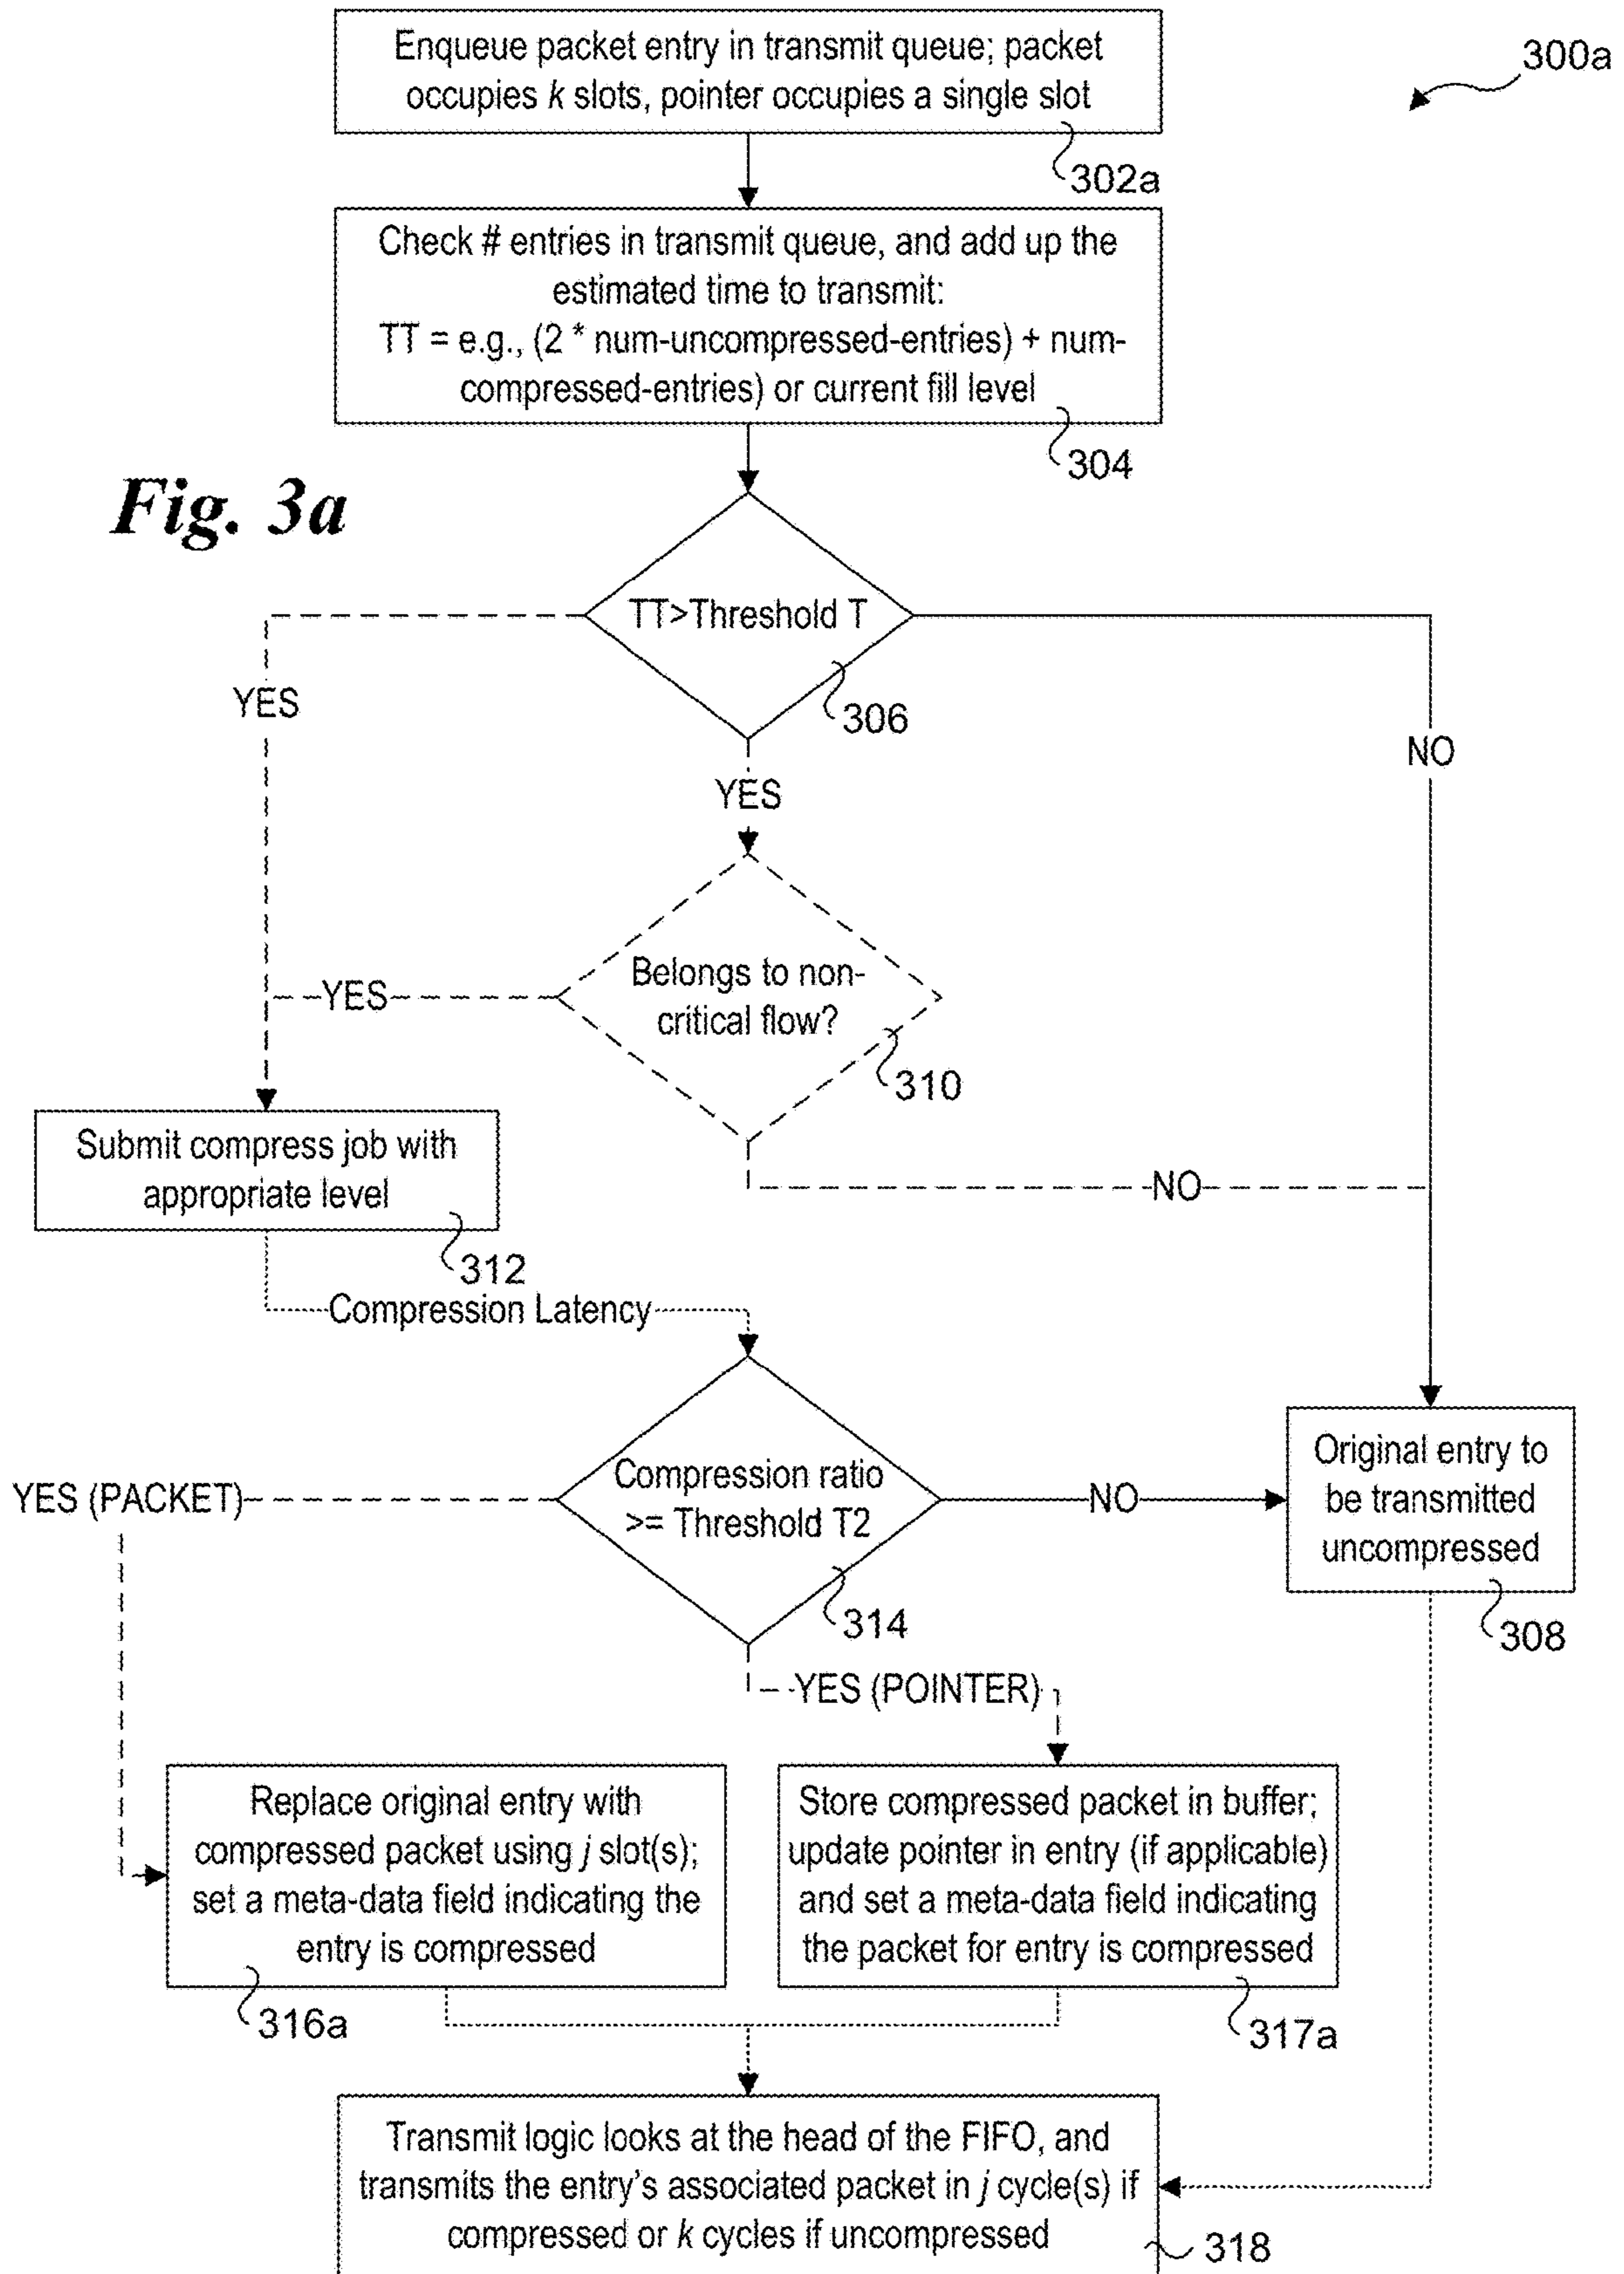 Enqueue packet entry in transmit queue; packet
occupies k slots, pointer occupies a single slot
300a
302a
Check # entries in transmit queue, and add up the
estimated time to transmit:
TT = e.g., (2 * num-uncompressed-entries) + num-
compressed-entries) or current fill level
304
Fig. 3a
TT>Threshold T
306
YES
NO
YES
Belongs to non-
critical flow?
YES
310
NO
Submit compress job with
appropriate level
312
Compression Latency
Compression ratio
>= Threshold T2
YES (PACKET)
NO
314
Original entry to
be transmitted
uncompressed
308
YES (POINTER)
Replace original entry with
compressed packet using j slot(s);
set a meta-data field indicating the
entry is compressed
316a
Store compressed packet in buffer;
update pointer in entry (if applicable)
and set a meta-data field indicating
the packet for entry is compressed
317a
Transmit logic looks at the head of the FIFO, and
transmits the entry's associated packet in j cycle(s) if
compressed or k cycles if uncompressed
318